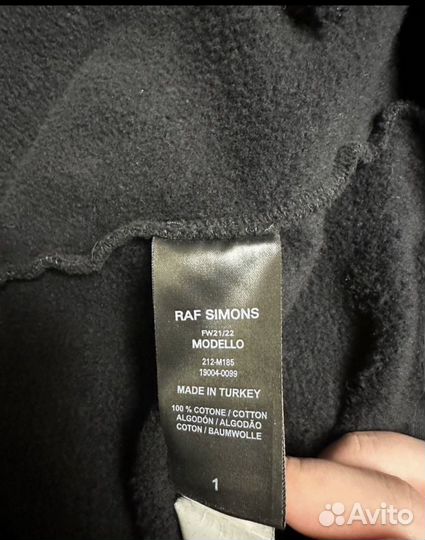 RAF SIMONS
FW21/22
MODELLO
212-M185
19004-0099
MADE IN TURKEY
100 % COTONE / COTTON
ALGODÓN / ALGODÃO
COTON / BAUMWOLLE
1
Avito